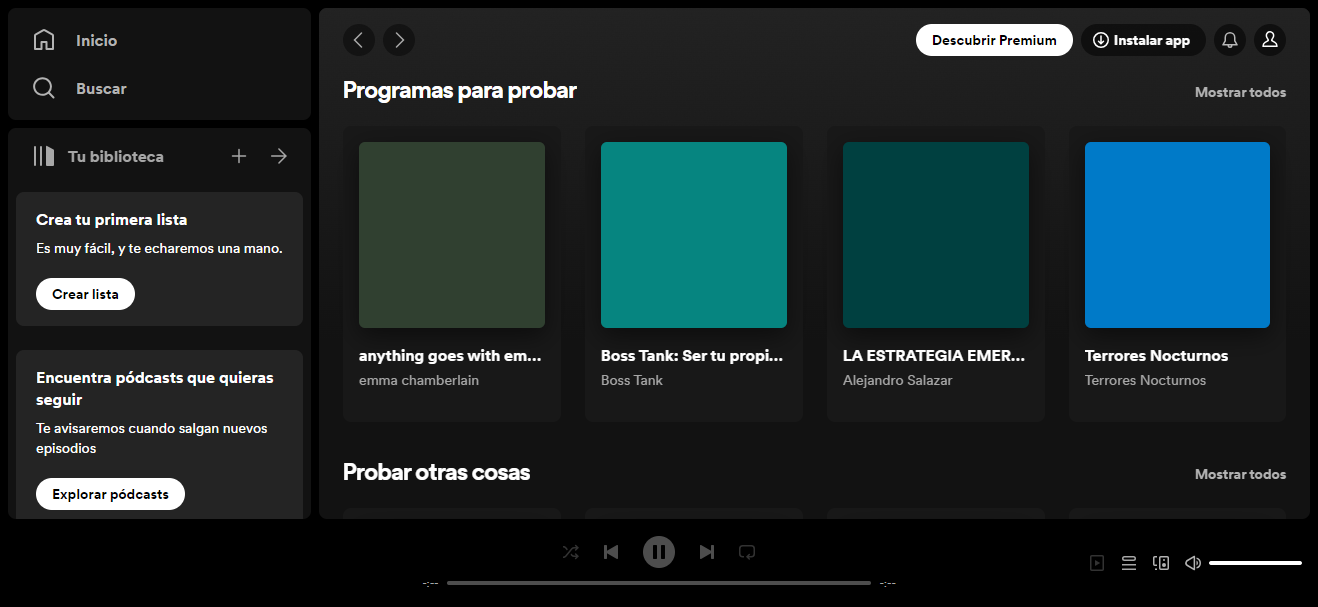 Inicio
Buscar
Tu biblioteca
Crea tu primera lista
Es muy fácil, y te echaremos una mano.
Crear lista
Encuentra pódcasts que quieras
seguir
Te avisaremos cuando salgan nuevos
episodios
Explorar pódcasts
Descubrir Premium
Instalar app
Programas para probar
Mostrar todos
anything goes with em...
emma chamberlain
Boss Tank: Ser tu propi...
Boss Tank
LA ESTRATEGIA EMER...
Alejandro Salazar
Terrores Nocturnos
Terrores Nocturnos
Probar otras cosas
Mostrar todos
-:--
-:--